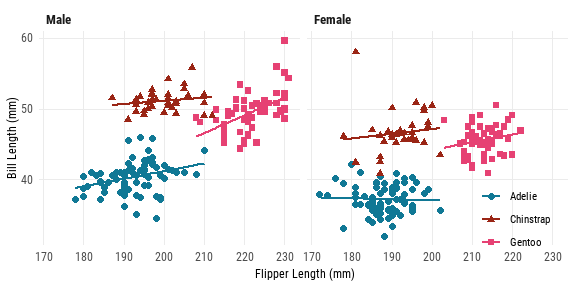 Male
Female
60
50
40
Bill Length (mm)
170 190 200 210 220 230
170 180 190 200 210 220 230
Flipper Length (mm)
Adelie
Chinstrap
Gentoo